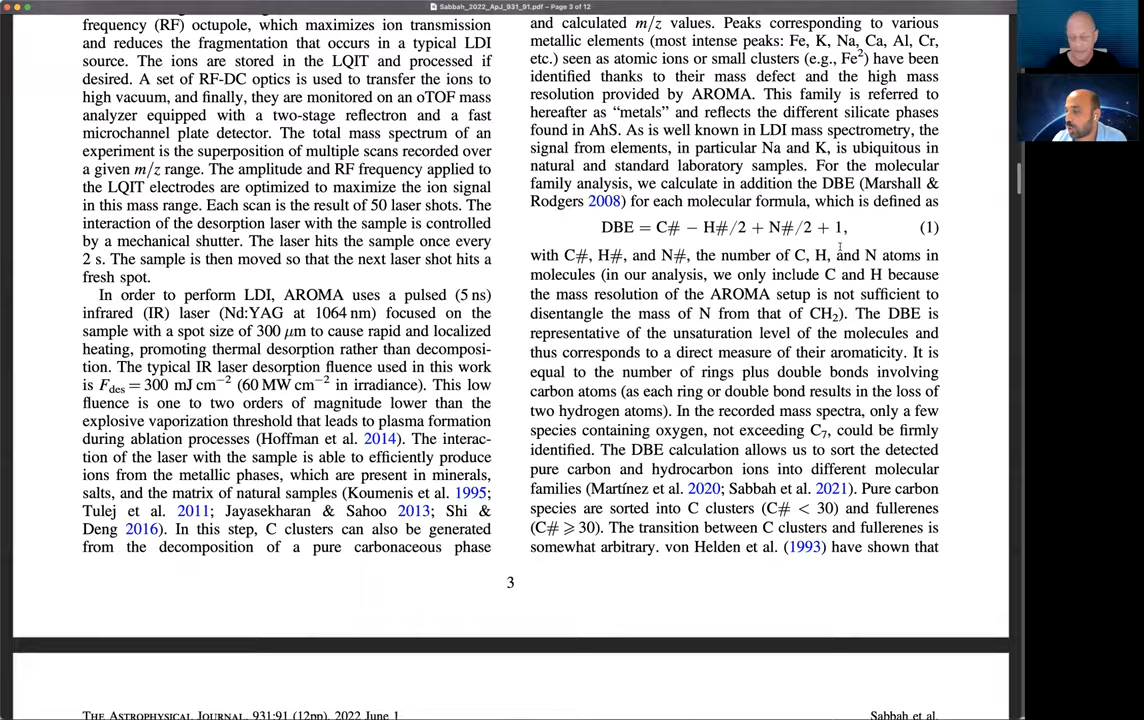 Sabbah_2022_ApJ_931_91.pdf – Page 3 of 12
frequency (RF) octupole, which maximizes ion transmission
and reduces the fragmentation that occurs in a typical LDI
source. The ions are stored in the LQIT and processed if
desired. A set of RF-DC optics is used to transfer the ions to
high vacuum, and finally, they are monitored on an oTOF mass
analyzer equipped with a two-stage reflectron and a fast
microchannel plate detector. The total mass spectrum of an
experiment is the superposition of multiple scans recorded over
a given m/z range. The amplitude and RF frequency applied to
the LQIT electrodes are optimized to maximize the ion signal
in this mass range. Each scan is the result of 50 laser shots. The
interaction of the desorption laser with the sample is controlled
by a mechanical shutter. The laser hits the sample once every
2 s. The sample is then moved so that the next laser shot hits a
fresh spot.
In order to perform LDI, AROMA uses a pulsed (5 ns)
infrared (IR) laser (Nd:YAG at 1064 nm) focused on the
sample with a spot size of 300 μm to cause rapid and localized
heating, promoting thermal desorption rather than decomposi-
tion. The typical IR laser desorption fluence used in this work
is Fdes = 300 mJ cm−2 (60 MW cm−2 in irradiance). This low
fluence is one to two orders of magnitude lower than the
explosive vaporization threshold that leads to plasma formation
during ablation processes (Hoffman et al. 2014). The interac-
tion of the laser with the sample is able to efficiently produce
ions from the metallic phases, which are present in minerals,
salts, and the matrix of natural samples (Koumenis et al. 1995;
Tulej et al. 2011; Jayasekharan & Sahoo 2013; Shi &
Deng 2016). In this step, C clusters can also be generated
from the decomposition of a pure carbonaceous phase
and calculated m/z values. Peaks corresponding to various
metallic elements (most intense peaks: Fe, K, Na, Ca, Al, Cr,
etc.) seen as atomic ions or small clusters (e.g., Fe2) have been
identified thanks to their mass defect and the high mass
resolution provided by AROMA. This family is referred to
hereafter as “metals” and reflects the different silicate phases
found in AhS. As is well known in LDI mass spectrometry, the
signal from elements, in particular Na and K, is ubiquitous in
natural and standard laboratory samples. For the molecular
family analysis, we calculate in addition the DBE (Marshall &
Rodgers 2008) for each molecular formula, which is defined as
DBE = C# − H#/2 + N#/2 + 1, (1)
with C#, H#, and N#, the number of C, H, and N atoms in
molecules (in our analysis, we only include C and H because
the mass resolution of the AROMA setup is not sufficient to
disentangle the mass of N from that of CH2). The DBE is
representative of the unsaturation level of the molecules and
thus corresponds to a direct measure of their aromaticity. It is
equal to the number of rings plus double bonds involving
carbon atoms (as each ring or double bond results in the loss of
two hydrogen atoms). In the recorded mass spectra, only a few
species containing oxygen, not exceeding C7, could be firmly
identified. The DBE calculation allows us to sort the detected
pure carbon and hydrocarbon ions into different molecular
families (Martínez et al. 2020; Sabbah et al. 2021). Pure carbon
species are sorted into C clusters (C# < 30) and fullerenes
(C# ⩾ 30). The transition between C clusters and fullerenes is
somewhat arbitrary. von Helden et al. (1993) have shown that
3
THE ASTROPHYSICAL JOURNAL, 931:91 (12pp), 2022 June 1
Sabbah et al.